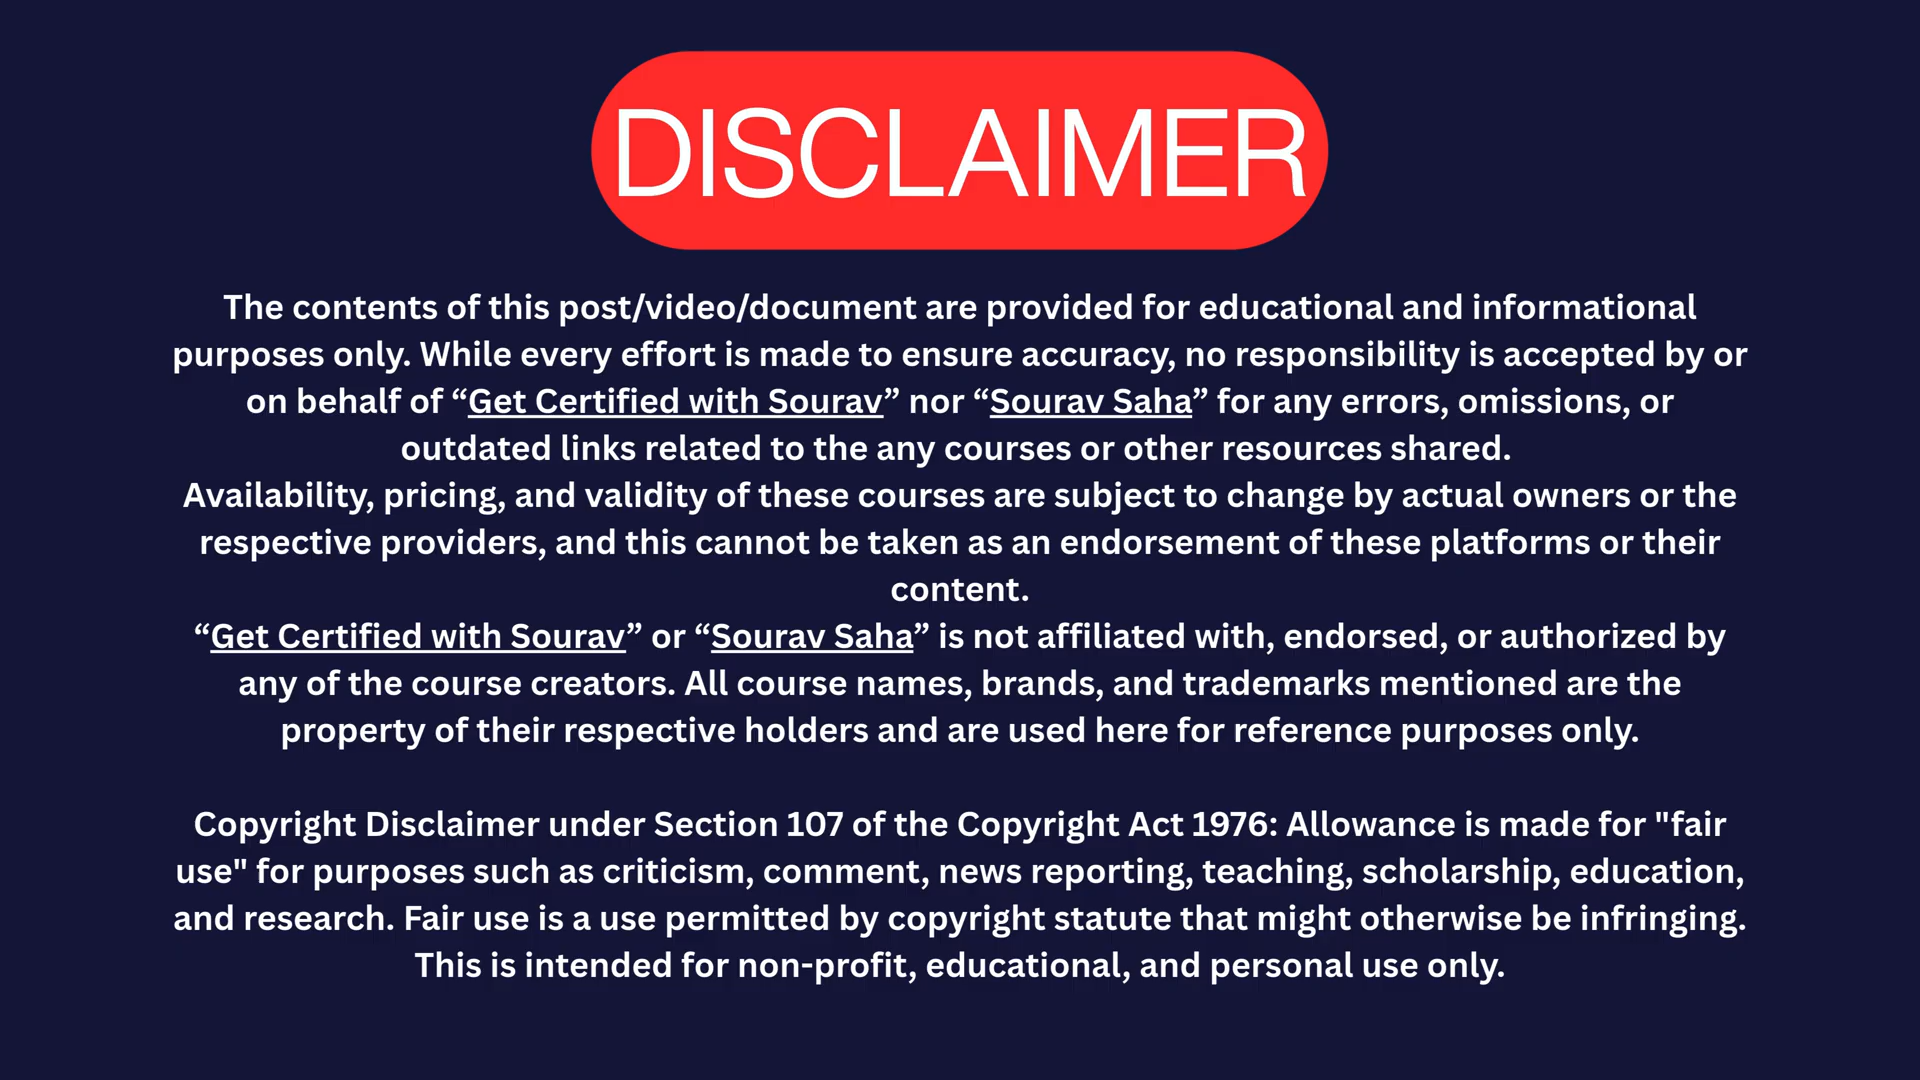 DISCLAIMER
The contents of this post/video/document are provided for educational and informational
purposes only. While every effort is made to ensure accuracy, no responsibility is accepted by or
on behalf of “Get Certified with Sourav” nor “Sourav Saha” for any errors, omissions, or
outdated links related to the any courses or other resources shared.
Availability, pricing, and validity of these courses are subject to change by actual owners or the
respective providers, and this cannot be taken as an endorsement of these platforms or their
content.
“Get Certified with Sourav” or “Sourav Saha” is not affiliated with, endorsed, or authorized by
any of the course creators. All course names, brands, and trademarks mentioned are the
property of their respective holders and are used here for reference purposes only.
Copyright Disclaimer under Section 107 of the Copyright Act 1976: Allowance is made for "fair
use" for purposes such as criticism, comment, news reporting, teaching, scholarship, education,
and research. Fair use is a use permitted by copyright statute that might otherwise be infringing.
This is intended for non-profit, educational, and personal use only.